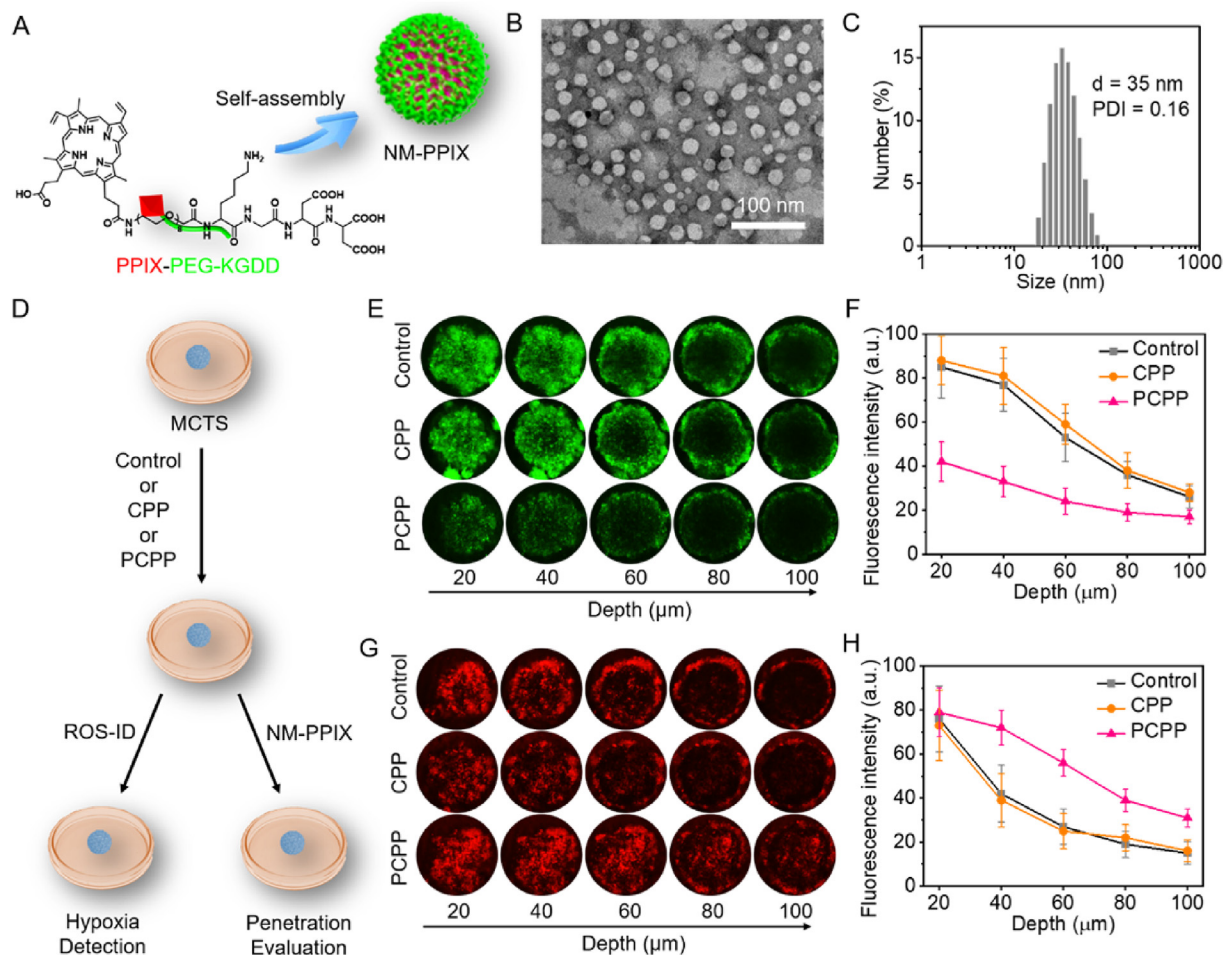 A
Self-assembly
NM-PPIX
NH
N
N
HN
NH₂
HO
O
O
N
H
O
H
N
O
N
H
O
H
N
O
COOH
N
H
COOH
COOH
PPIX-PEG-KGDD
B
100 nm
C
15
10
5
0
Number (%)
d = 35 nm
PDI = 0.16
1
10
100
1000
Size (nm)
D
MCTS
Control
or
CPP
or
PCPP
ROS-ID
NM-PPIX
Hypoxia
Detection
Penetration
Evaluation
E
Control
CPP
PCPP
20 40 60 80 100
Depth (μm)
F
100
80
60
40
20
0
Fluorescence intensity (a.u.)
Control
CPP
PCPP
20 40 60 80 100
Depth (μm)
G
Control
CPP
PCPP
20 40 60 80 100
Depth (μm)
H
100
80
60
40
20
0
Fluorescence intensity (a.u.)
Control
CPP
PCPP
20 40 60 80 100
Depth (μm)